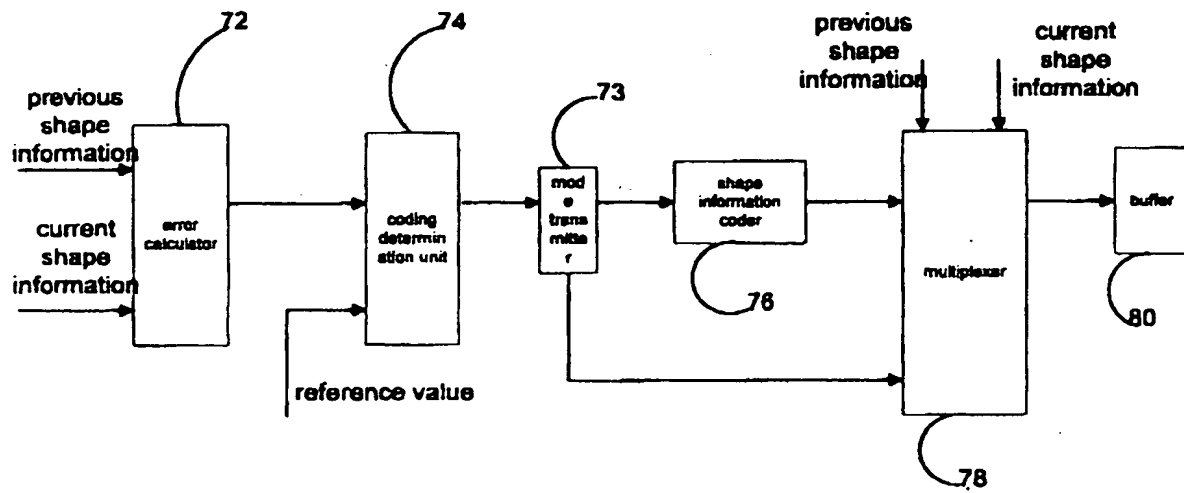 72
previous
shape
information
current
shape
information
error
calculator
74
coding
determin
ation unit
reference value
73
mod
e
trans
mitte
r
shape
information
coder
76
previous
shape
information
current
shape
information
multiplexer
78
buffer
80